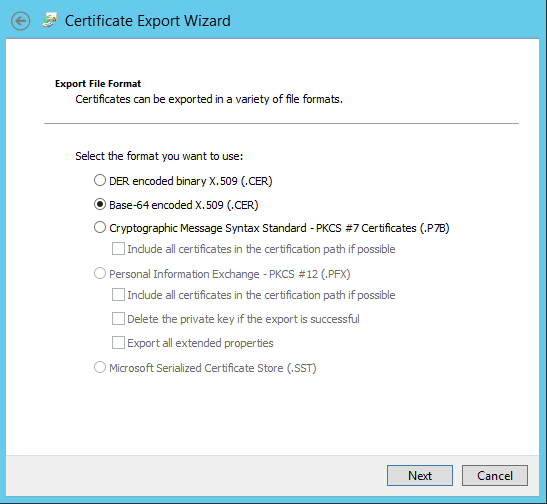 Certificate Export Wizard
Export File Format
Certificates can be exported in a variety of file formats.
Select the format you want to use:
DER encoded binary X.509 (.CER)
Base-64 encoded X.509 (.CER)
Cryptographic Message Syntax Standard - PKCS #7 Certificates (.P7B)
Include all certificates in the certification path if possible
Personal Information Exchange - PKCS #12 (.PFX)
Include all certificates in the certification path if possible
Delete the private key if the export is successful
Export all extended properties
Microsoft Serialized Certificate Store (.SST)
Next Cancel